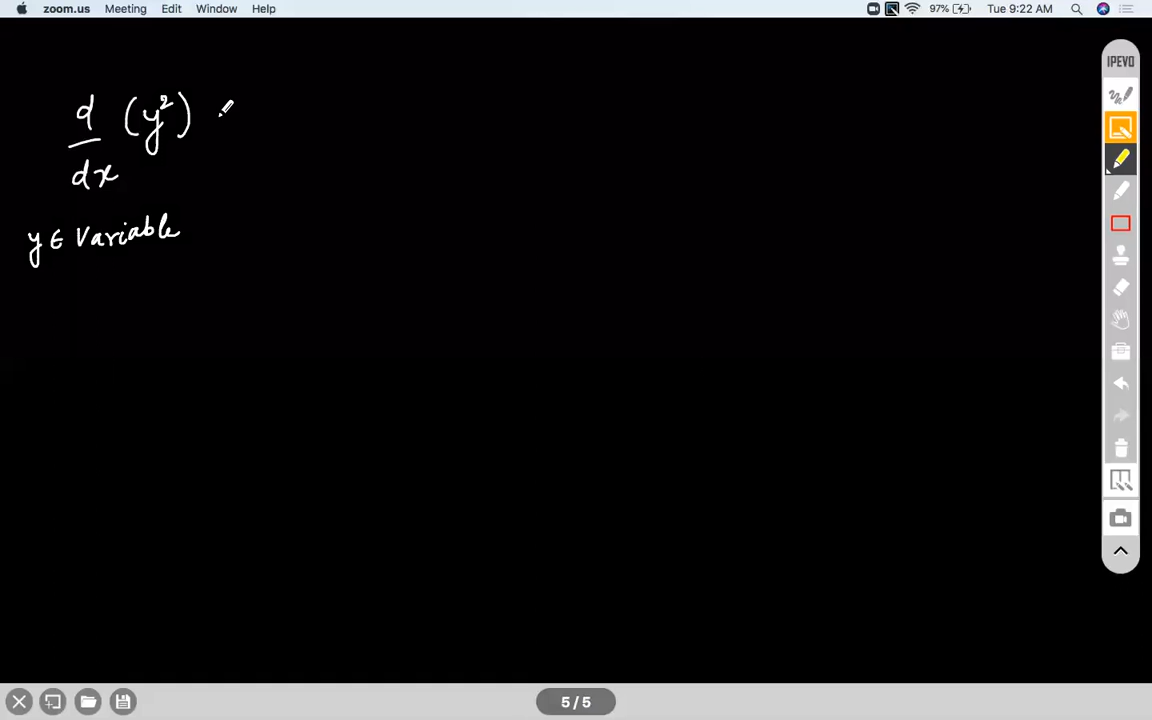 zoom.us Meeting Edit Window Help 97% Tue 9:22 AM
IPEVO
d/dx (y²)
y ∈ Variable
5 / 5